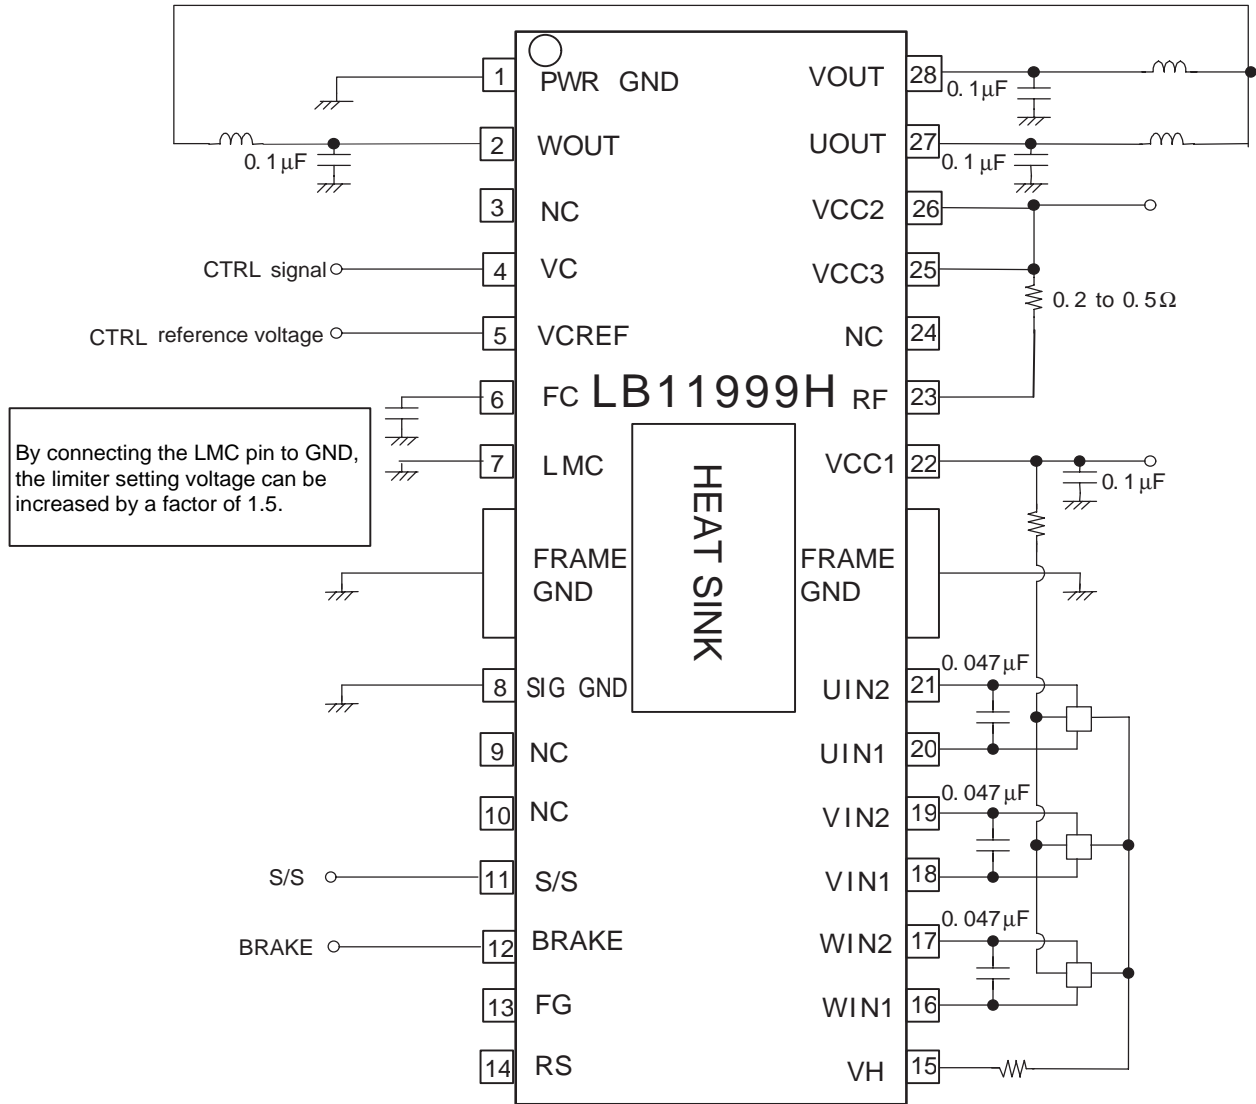 1 PWR GND VOUT 28
0.1µF
2 WOUT UOUT 27
0.1µF
0.1µF
3 NC VCC2 26
CTRL signal 4 VC VCC3 25
0.2 to 0.5Ω
CTRL reference voltage 5 VCREF NC 24
6 FC LB11999H RF 23
By connecting the LMC pin to GND,
the limiter setting voltage can be
increased by a factor of 1.5.
7 LMC VCC1 22
0.1µF
HEAT SINK
FRAME
GND
FRAME
GND
0.047µF
8 SIG GND UIN2 21
9 NC UIN1 20
0.047µF
10 NC VIN2 19
S/S 11 S/S VIN1 18
0.047µF
BRAKE 12 BRAKE WIN2 17
13 FG WIN1 16
14 RS VH 15